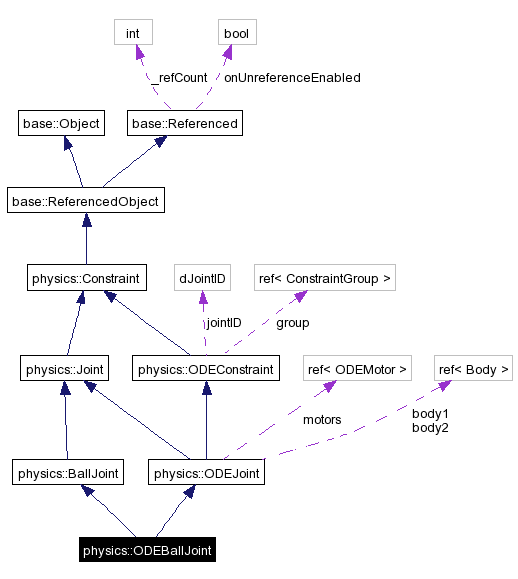 int
bool
_refCount
onUnreferenceEnabled
base::Object
base::Referenced
base::ReferencedObject
physics::Constraint
dJointID
ref< ConstraintGroup >
jointID
group
physics::Joint
physics::ODEConstraint
ref< ODEMotor >
ref< Body >
motors
body1
body2
physics::BallJoint
physics::ODEJoint
physics::ODEBallJoint